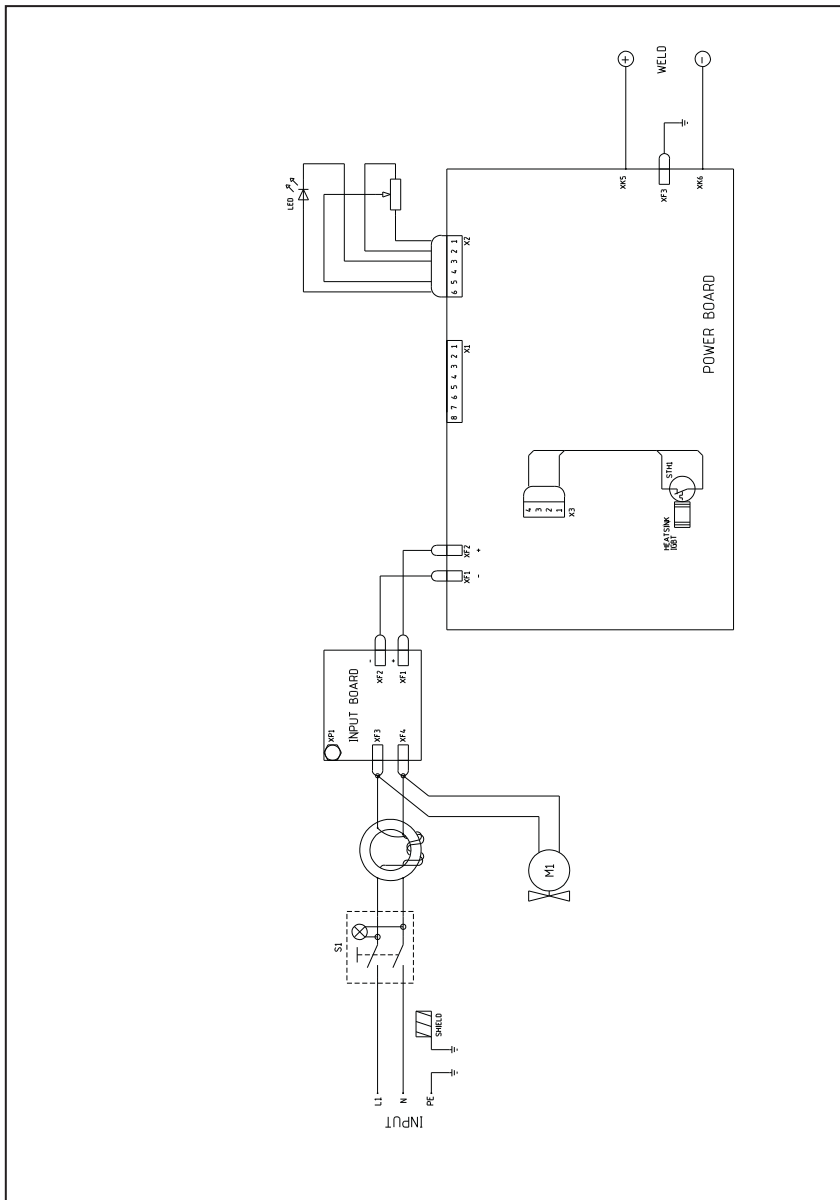 +
WELD
-
LED
XK5
XF3
XK6
6 5 4 3 2 1
X2
POWER BOARD
8 7 6 5 4 3 2 1
X1
4 3 2 1
X3
STH1
HEATSINK
IGBT
XF2
+
XF1
-
-
XF2
+
XF1
INPUT BOARD
XP1
XF3
XF4
M1
S1
SHIELD
L1
N
PE
INPUT